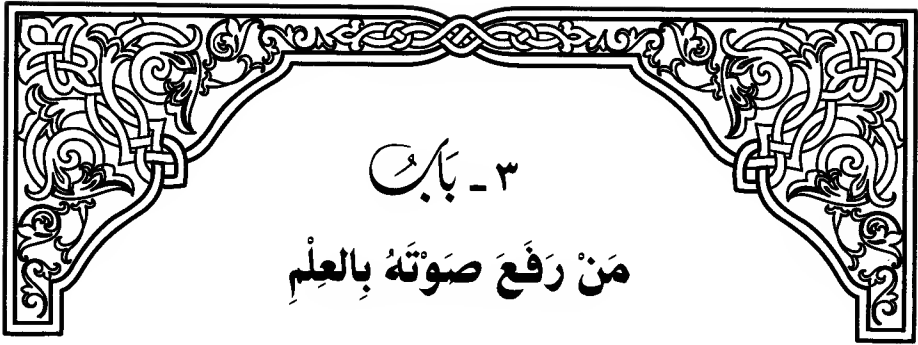 ٣ - بَابُ
مَنْ رَفَعَ صَوْتَهُ بِالعِلْمِ